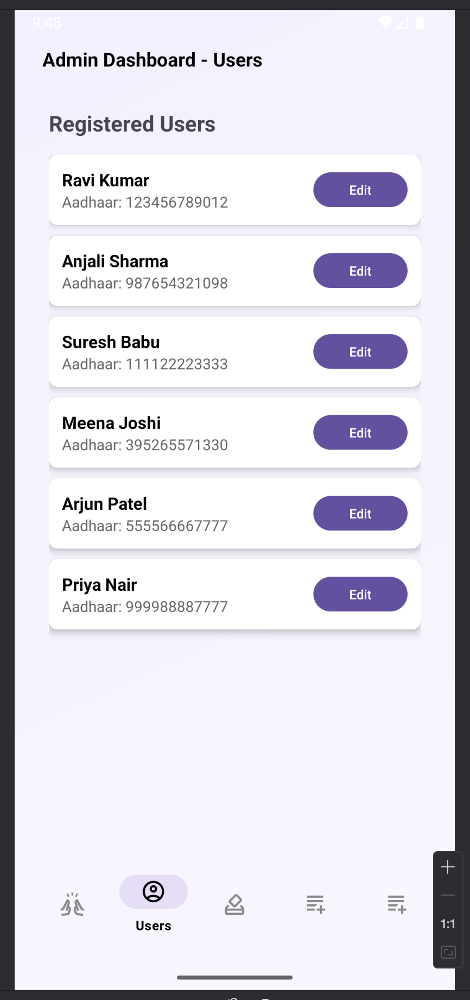 9:48
Admin Dashboard - Users
Registered Users
Ravi Kumar
Aadhaar: 123456789012
Edit
Anjali Sharma
Aadhaar: 987654321098
Edit
Suresh Babu
Aadhaar: 111122223333
Edit
Meena Joshi
Aadhaar: 395265571330
Edit
Arjun Patel
Aadhaar: 555566667777
Edit
Priya Nair
Aadhaar: 999988887777
Edit
Users
1:1